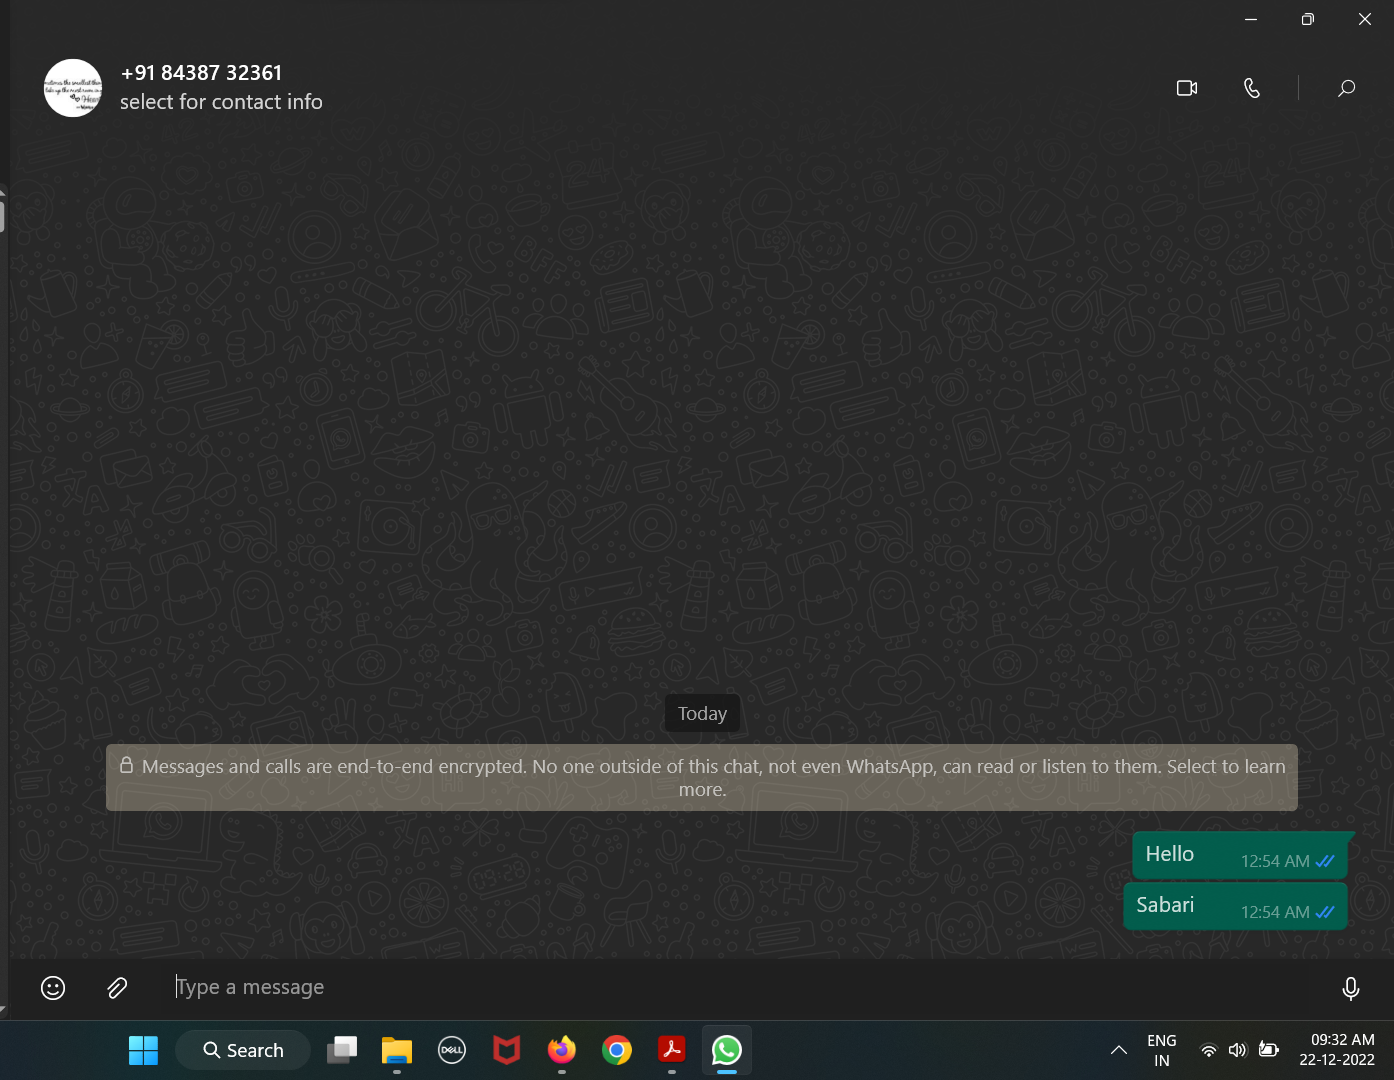 +91 84387 32361
select for contact info
Today
Messages and calls are end-to-end encrypted. No one outside of this chat, not even WhatsApp, can read or listen to them. Select to learn
more.
Hello 12:54 AM
Sabari 12:54 AM
Type a message
Search
DELL
ENG
IN
09:32 AM
22-12-2022